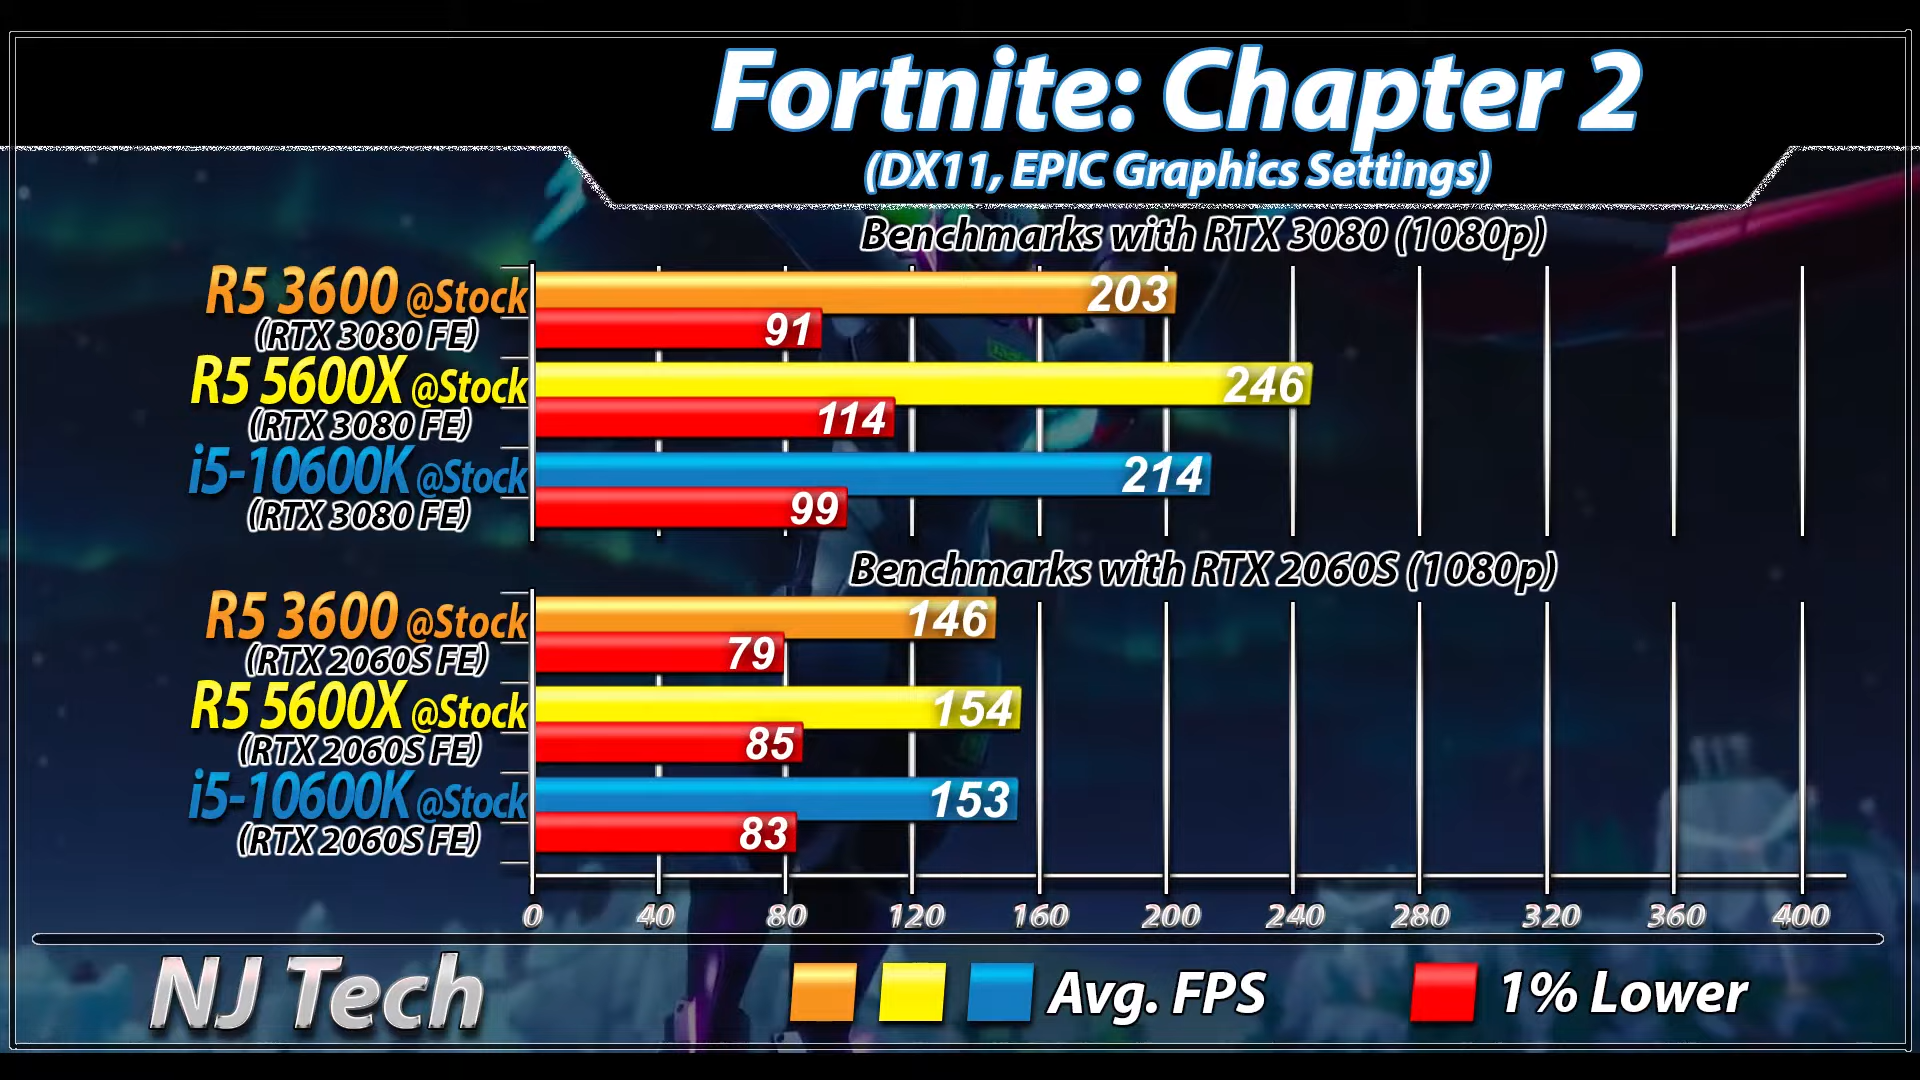 Fortnite: Chapter 2
(DX11, EPIC Graphics Settings)
Benchmarks with RTX 3080 (1080p)
R5 3600 @Stock 203
(RTX 3080 FE) 91
R5 5600X @Stock 246
(RTX 3080 FE) 114
i5-10600K @Stock 214
(RTX 3080 FE) 99
Benchmarks with RTX 2060S (1080p)
R5 3600 @Stock 146
(RTX 2060S FE) 79
R5 5600X @Stock 154
(RTX 2060S FE) 85
i5-10600K @Stock 153
(RTX 2060S FE) 83
0 40 80 120 160 200 240 280 320 360 400
NJ Tech Avg. FPS 1% Lower